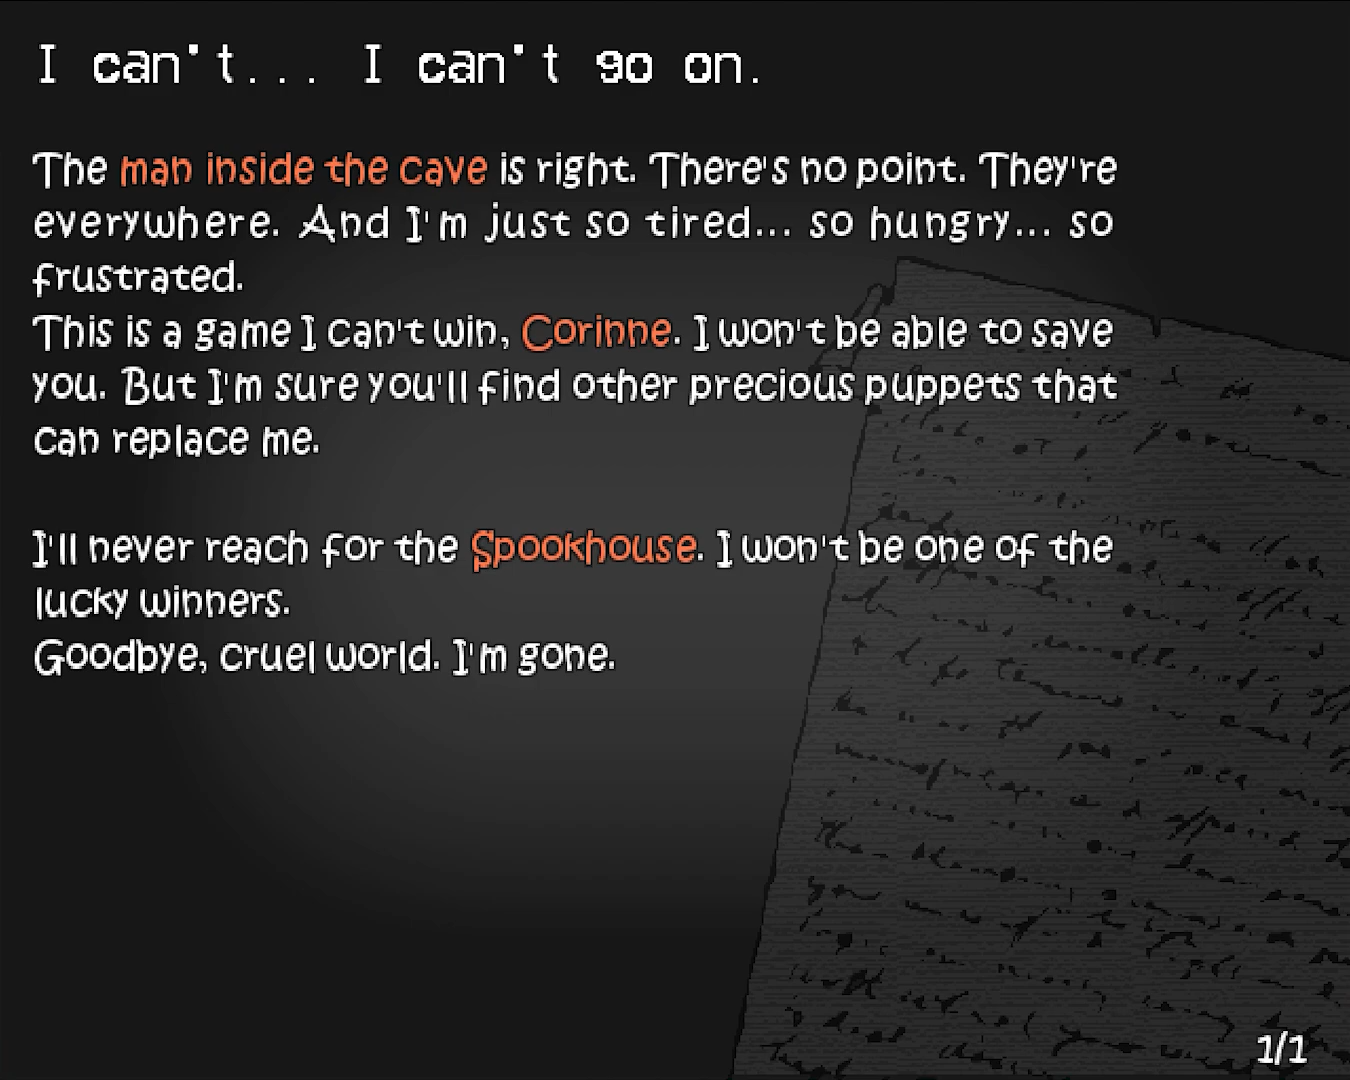 I can't... I can't go on.
The man inside the cave is right. There's no point. They're
everywhere. And I'm just so tired... so hungry... so
frustrated.
This is a game I can't win, Corinne. I won't be able to save
you. But I'm sure you'll find other precious puppets that
can replace me.
I'll never reach for the Spookhouse. I won't be one of the
lucky winners.
Goodbye, cruel world. I'm gone.
1/1